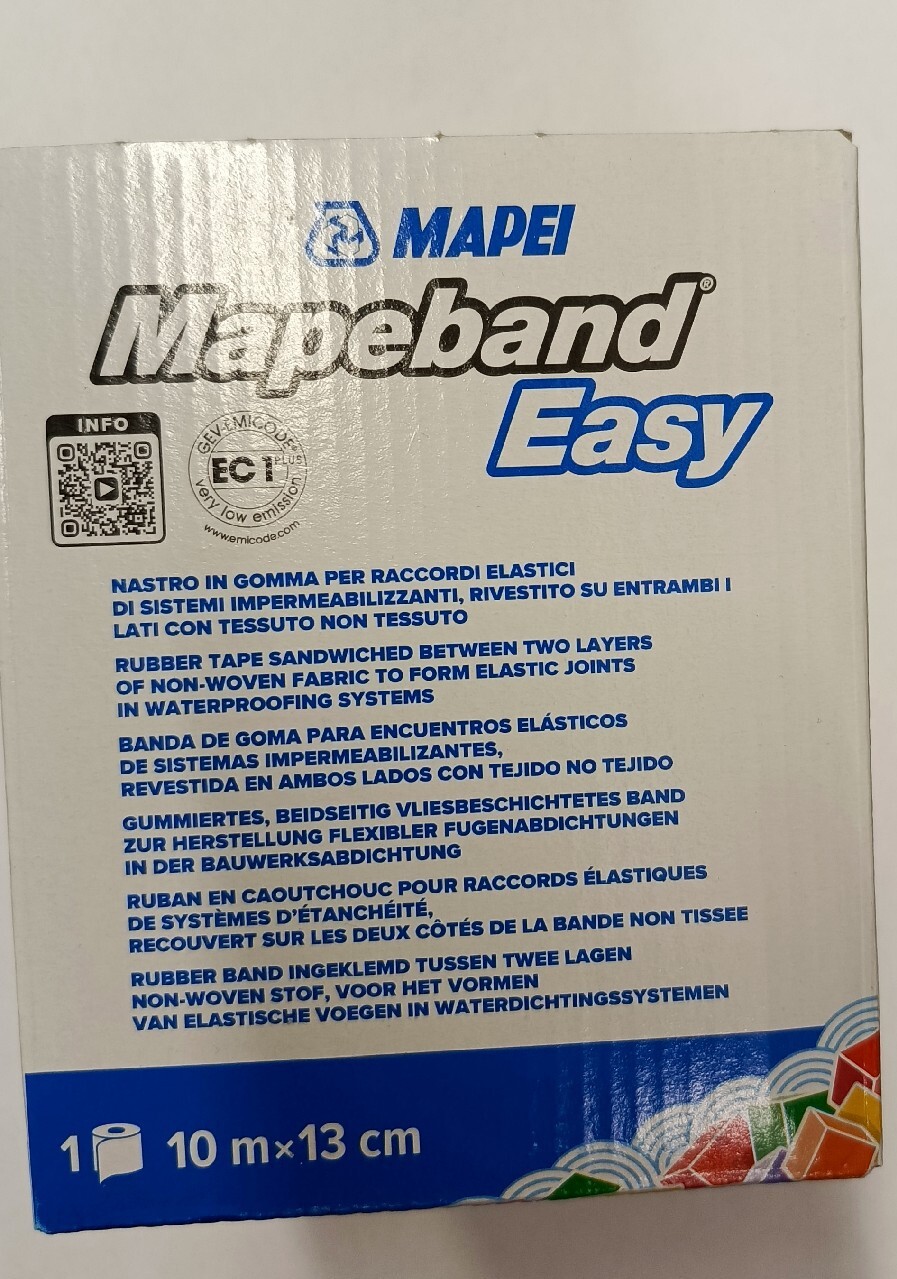 MAPEI
Mapeband®
Easy
INFO
GEV-EMICODE
EC 1 PLUS
very low emission
www.emicode.com
NASTRO IN GOMMA PER RACCORDI ELASTICI
DI SISTEMI IMPERMEABILIZZANTI, RIVESTITO SU ENTRAMBI I
LATI CON TESSUTO NON TESSUTO
RUBBER TAPE SANDWICHED BETWEEN TWO LAYERS
OF NON-WOVEN FABRIC TO FORM ELASTIC JOINTS
IN WATERPROOFING SYSTEMS
BANDA DE GOMA PARA ENCUENTROS ELÁSTICOS
DE SISTEMAS IMPERMEABILIZANTES,
REVESTIDA EN AMBOS LADOS CON TEJIDO NO TEJIDO
GUMMIERTES, BEIDSEITIG VLIESBESCHICHTETES BAND
ZUR HERSTELLUNG FLEXIBLER FUGENABDICHTUNGEN
IN DER BAUWERKSABDICHTUNG
RUBAN EN CAOUTCHOUC POUR RACCORDS ÉLASTIQUES
DE SYSTÈMES D'ÉTANCHÉITÉ,
RECOUVERT SUR LES DEUX CÔTÉS DE LA BANDE NON TISSEE
RUBBER BAND INGEKLEMD TUSSEN TWEE LAGEN
NON-WOVEN STOF, VOOR HET VORMEN
VAN ELASTISCHE VOEGEN IN WATERDICHTINGSSYSTEMEN
1 10 m×13 cm